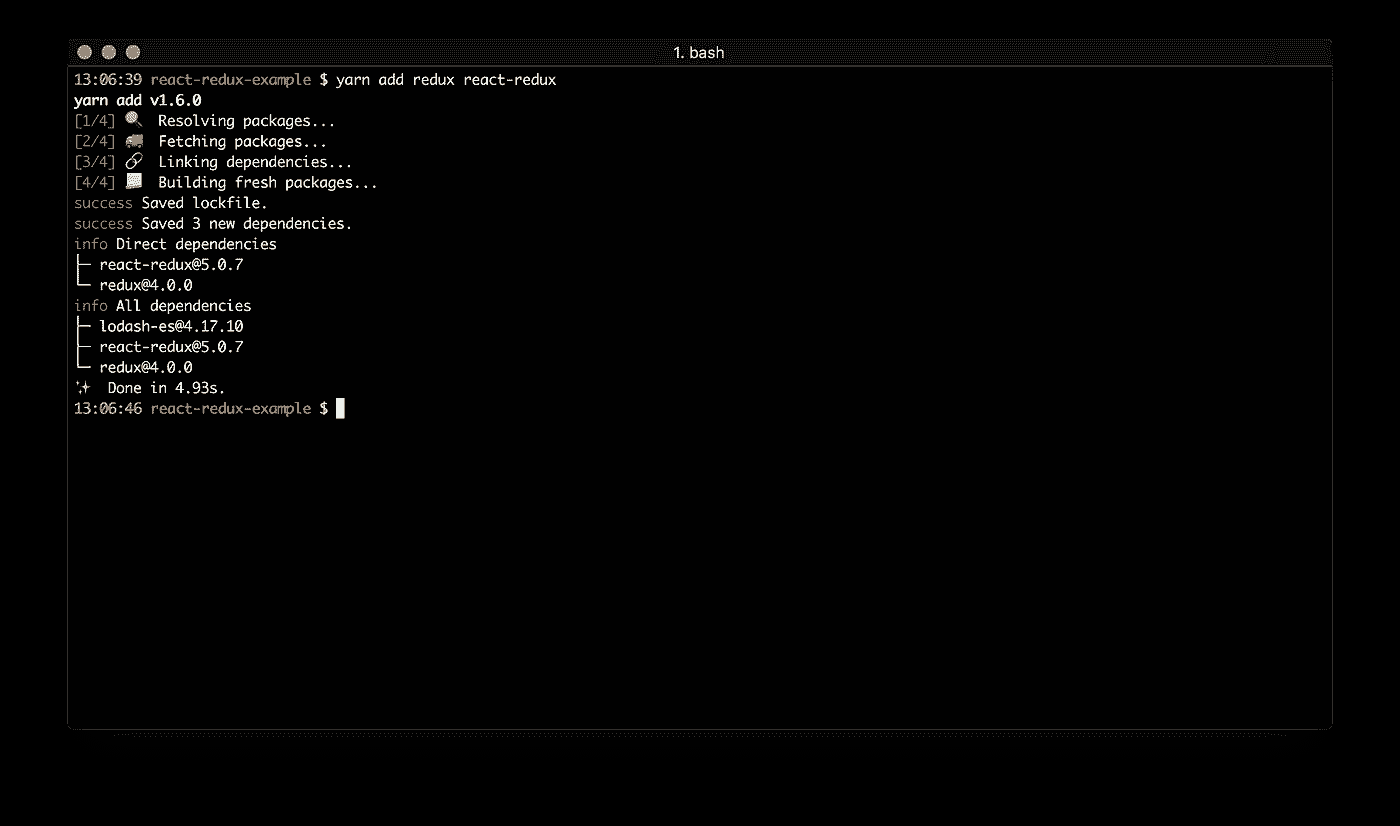 1. bash
13:06:39 react-redux-example $ yarn add redux react-redux
yarn add v1.6.0
[1/4] 🔍  Resolving packages...
[2/4] 🚚  Fetching packages...
[3/4] 🔗  Linking dependencies...
[4/4] 📃  Building fresh packages...
success Saved lockfile.
success Saved 3 new dependencies.
info Direct dependencies
├─ react-redux@5.0.7
└─ redux@4.0.0
info All dependencies
├─ lodash-es@4.17.10
├─ react-redux@5.0.7
└─ redux@4.0.0
✨  Done in 4.93s.
13:06:46 react-redux-example $